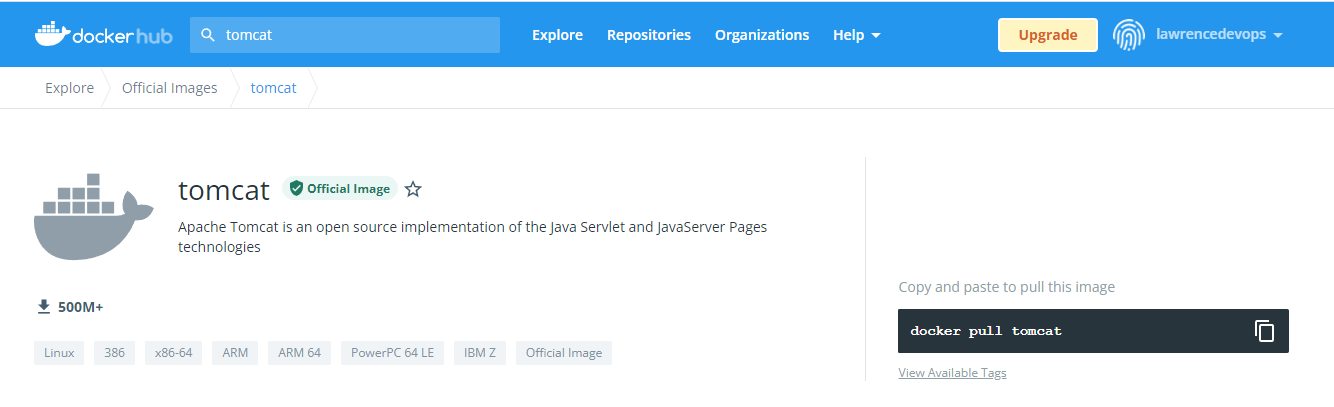 dockerhub
tomcat
Explore
Repositories
Organizations
Help
Upgrade
lawrencedevops
Explore
Official Images
tomcat
tomcat
Official Image
Apache Tomcat is an open source implementation of the Java Servlet and JavaServer Pages
technologies
500M+
Linux
386
x86-64
ARM
ARM 64
PowerPC 64 LE
IBM Z
Official Image
Copy and paste to pull this image
docker pull tomcat
View Available Tags